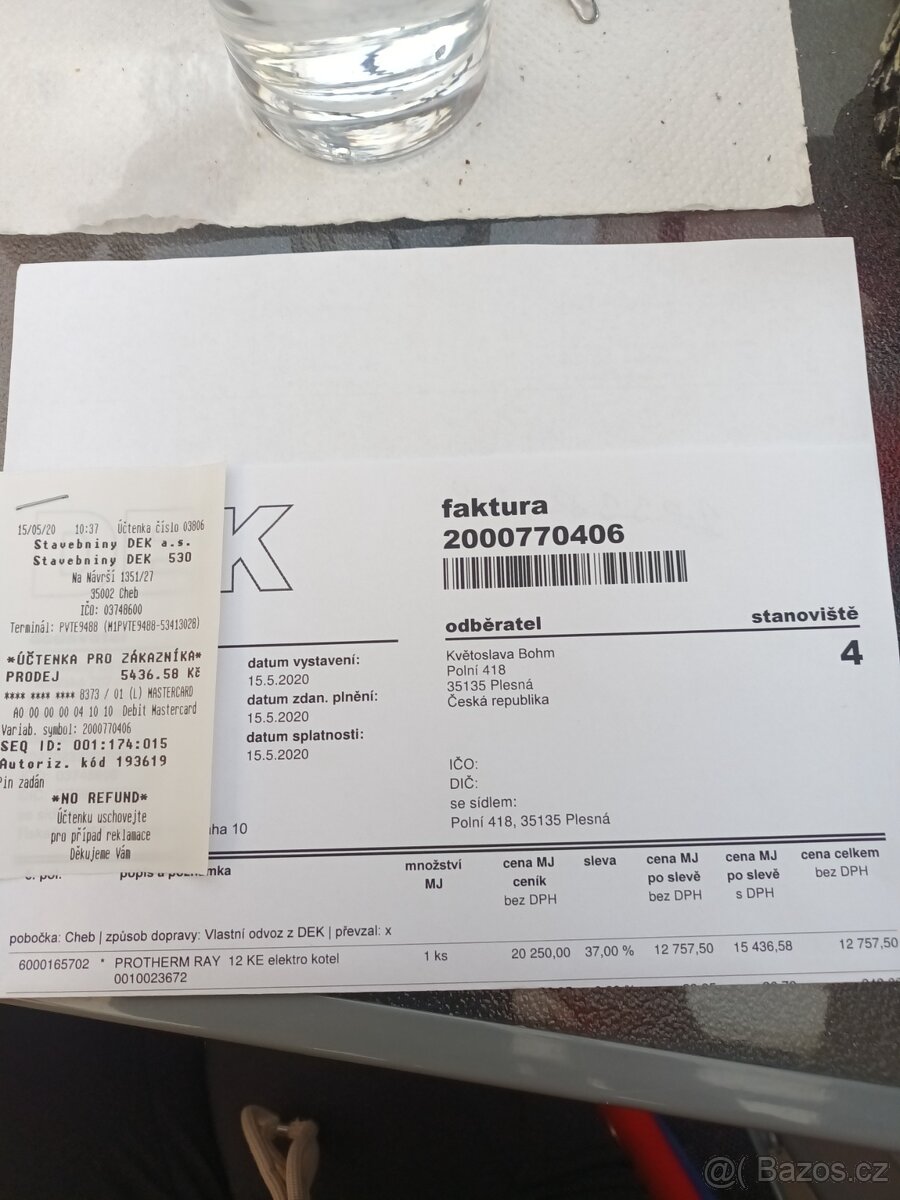 15/05/20 10:37 Účtenka číslo 03806
Stavebniny DEK a.s.
Stavebniny DEK 530
Na Návrší 1351/27
35002 Cheb
IČO: 03748600
Terminál: PVTE9488 (M1PVTE9488-53413028)
*ÚČTENKA PRO ZÁKAZNÍKA*
PRODEJ 5436.58 Kč
**** **** **** 8373 / 01 (L) MASTERCARD
A0 00 00 00 04 10 10 Debit Mastercard
Variab. symbol: 2000770406
SEQ ID: 001:174:015
Autoriz. kód 193619
Pin zadán
*NO REFUND*
Účtenku uschovejte
pro případ reklamace
Děkujeme Vám
K
faktura
2000770406
odběratel stanoviště
Květoslava Bohm 4
Polní 418
35135 Plesná
Česká republika
datum vystavení:
15.5.2020
datum zdan. plnění:
15.5.2020
datum splatnosti:
15.5.2020
IČO:
DIČ:
se sídlem:
Polní 418, 35135 Plesná
aha 10
množství cena MJ sleva cena MJ cena MJ cena celkem
MJ ceník po slevě po slevě bez DPH
bez DPH bez DPH s DPH
pobočka: Cheb | způsob dopravy: Vlastní odvoz z DEK | převzal: x
6000165702 * PROTHERM RAY 12 KE elektro kotel 1 ks 20 250,00 37,00 % 12 757,50 15 436,58 12 757,50
0010023672
@( Bazos.cz